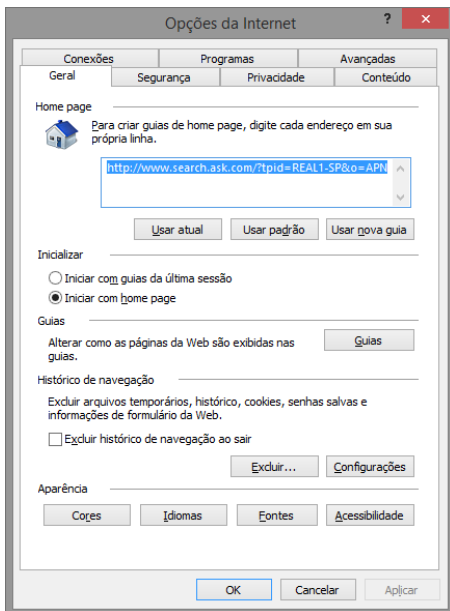 Opções da Internet
? ×
Conexões Programas Avançadas
Geral Segurança Privacidade Conteúdo
Home page
Para criar guias de home page, digite cada endereço em sua
própria linha.
http://www.search.ask.com/?tpid=REAL1-SP&o=APN
Usar atual Usar padrão Usar nova guia
Inicializar
Iniciar com guias da última sessão
Iniciar com home page
Guias
Alterar como as páginas da Web são exibidas nas
guias.
Guias
Histórico de navegação
Excluir arquivos temporários, histórico, cookies, senhas salvas e
informações de formulário da Web.
Excluir histórico de navegação ao sair
Excluir... Configurações
Aparência
Cores Idiomas Fontes Acessibilidade
OK Cancelar Aplicar